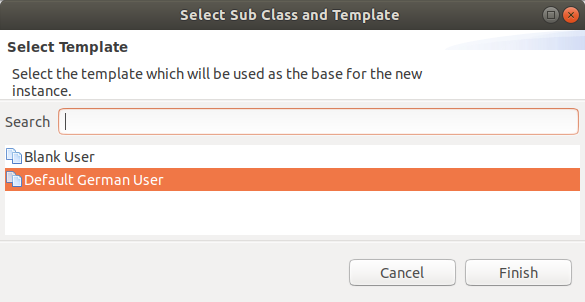 Select Sub Class and Template
Select Template
Select the template which will be used as the base for the new
instance.
Search
Blank User
Default German User
Cancel
Finish